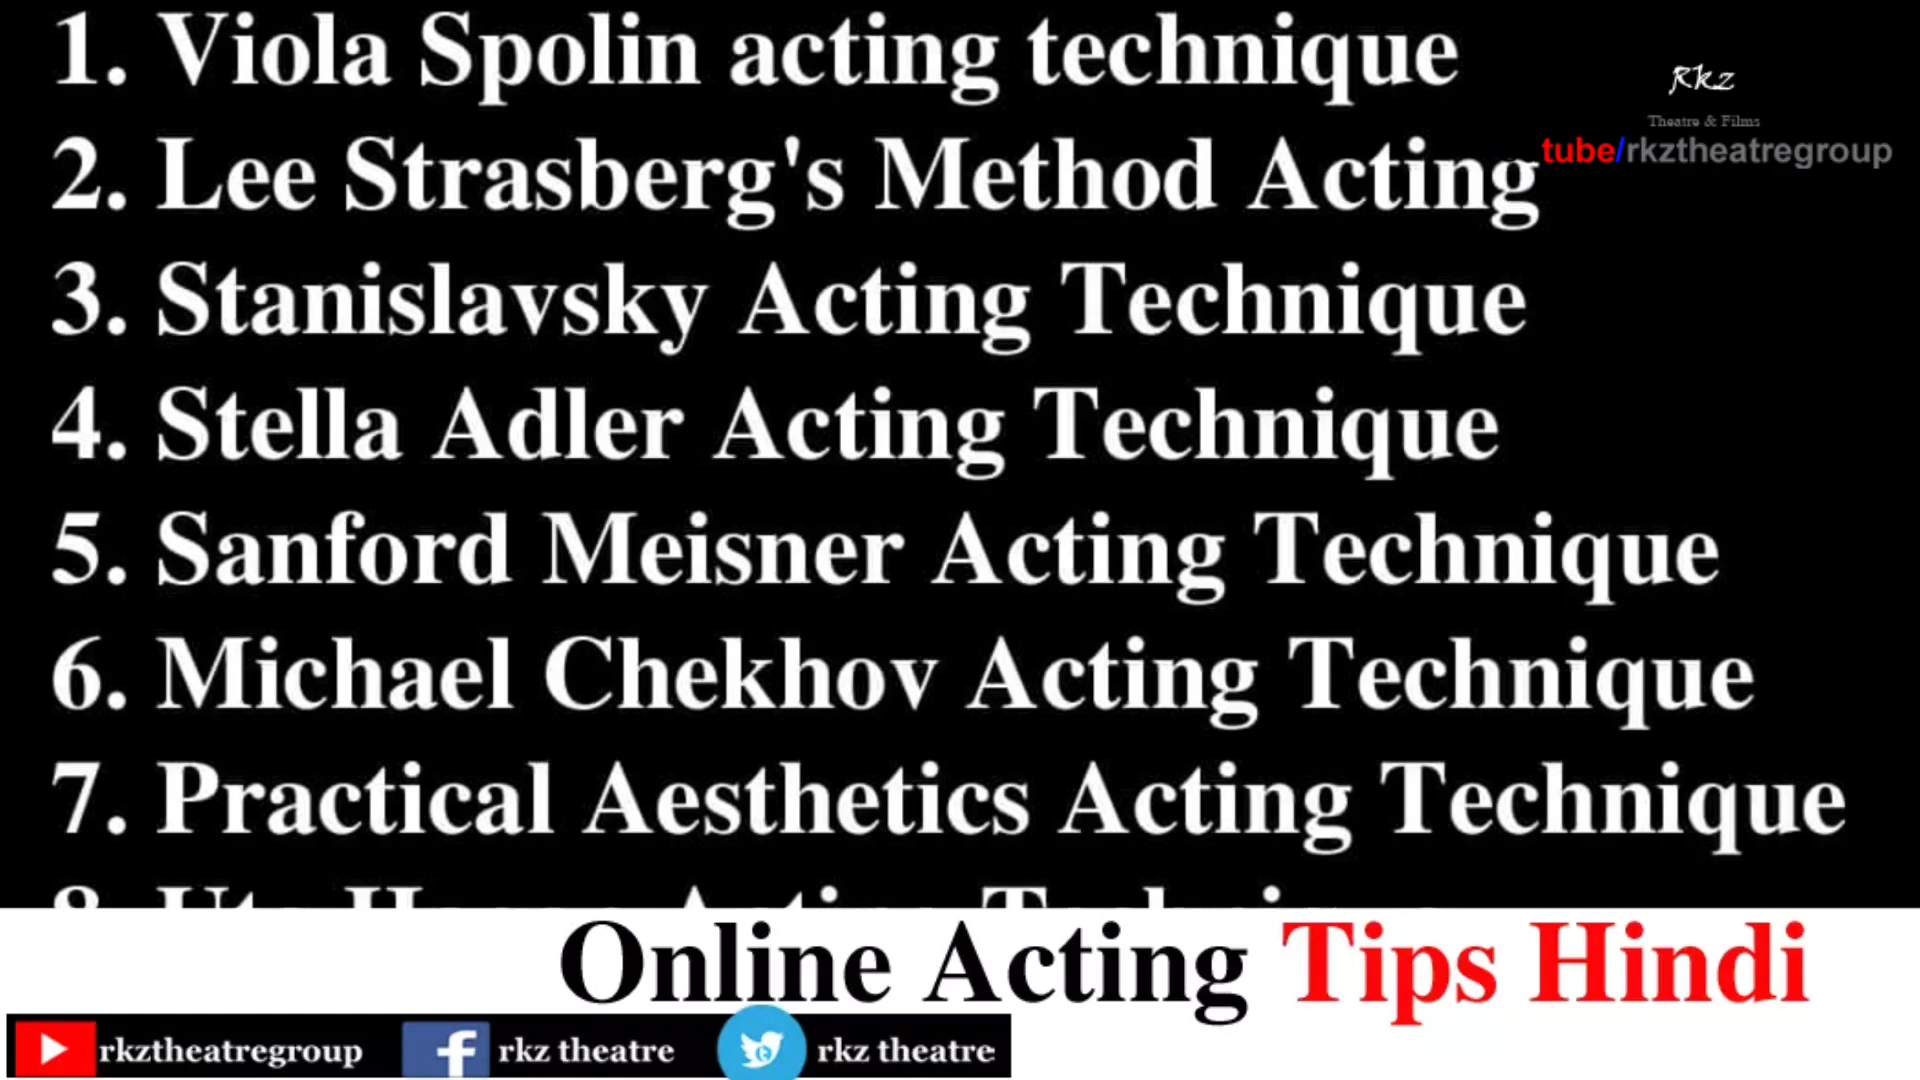 1. Viola Spolin acting technique
Rkz
Theatre & Films
tube/rkztheatregroup
2. Lee Strasberg's Method Acting
3. Stanislavsky Acting Technique
4. Stella Adler Acting Technique
5. Sanford Meisner Acting Technique
6. Michael Chekhov Acting Technique
7. Practical Aesthetics Acting Technique
Online Acting Tips Hindi
rkztheatregroup rkz theatre rkz theatre